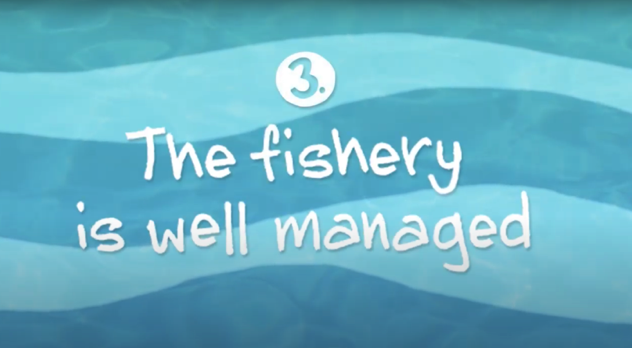 3.
The fishery
is well managed